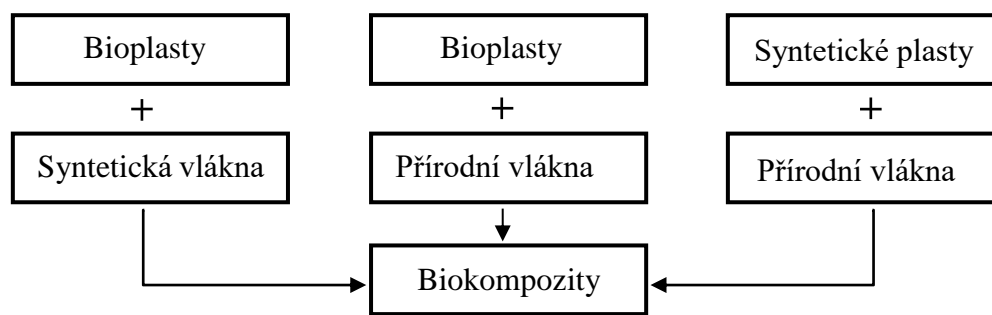 Bioplasty
+
Syntetická vlákna
Bioplasty
+
Přírodní vlákna
Syntetické plasty
+
Přírodní vlákna
Biokompozity